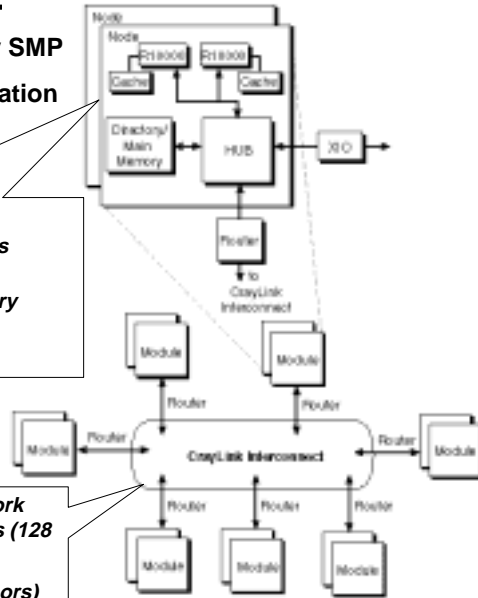 SMP
ation
Node
Node
R10000
R10000
Cache
Cache
Directory/
Main
Memory
HUB
XIO
Router
to
CrayLink
Interconnect
s
ry
Module
Module
Router
Router
Module
Router
CrayLink Interconnect
Router
Module
ork
s (128
ors)
Router
Router
Router
Module
Module
Module